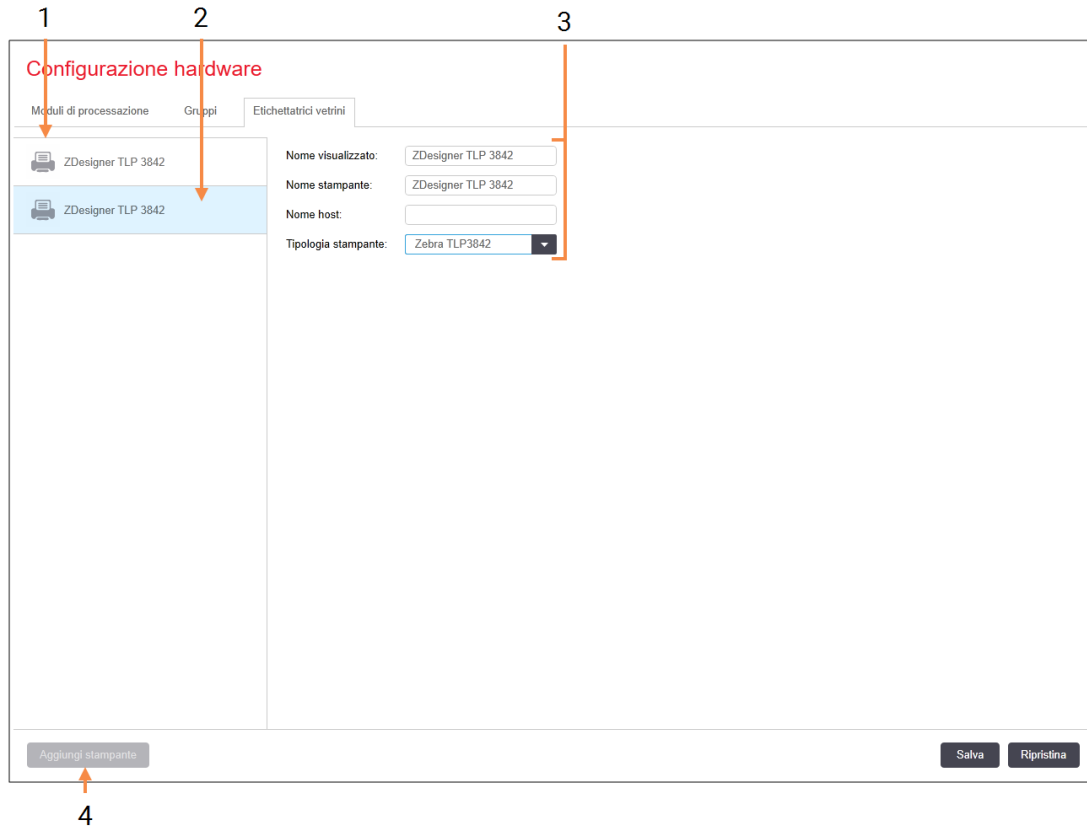 1 2 3
Configurazione hardware
Moduli di processazione Gruppi Etichettatrici vetrini
ZDesigner TLP 3842
ZDesigner TLP 3842
Nome visualizzato: ZDesigner TLP 3842
Nome stampante: ZDesigner TLP 3842
Nome host:
Tipologia stampante: Zebra TLP3842
Aggiungi stampante Salva Ripristina
4